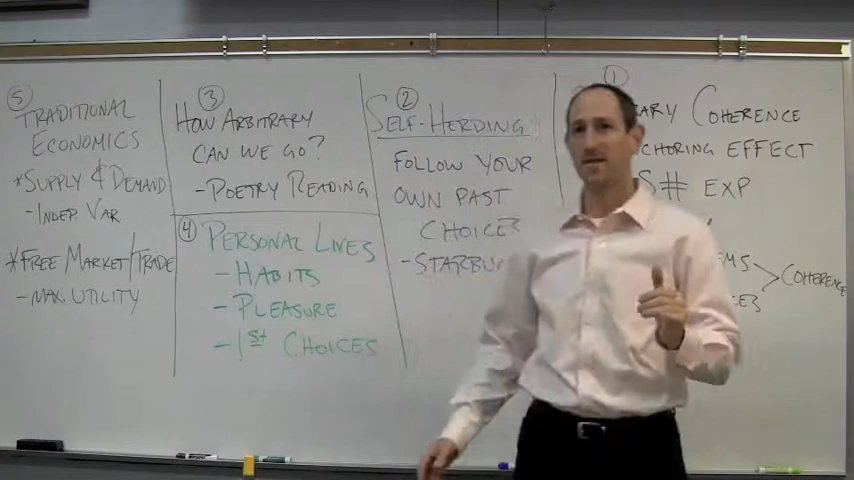 ⑤
TRADITIONAL
ECONOMICS
*SUPPLY & DEMAND
-INDEP VAR
*FREE MARKET/TRADE
-MAX. UTILITY
③
HOW ARBITRARY
CAN WE GO?
-POETRY READING
④ PERSONAL LIVES
-HABITS
-PLEASURE
-1st CHOICES
②
SELF-HERDING
FOLLOW YOUR
OWN PAST
CHOICES
①
COHERENCE
EFFECT
SS# EXP
COHERENCE